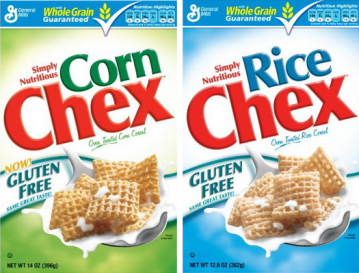 General Mills
Whole Grain
Guaranteed
Nutrition Highlights
Simply
Nutritious
Corn
Chex
Oven Toasted Corn Cereal
NOW!
GLUTEN
FREE
SAME GREAT TASTE!
NET WT 14 OZ (396g)
General Mills
Whole Grain
Guaranteed
Nutrition Highlights
Simply
Nutritious
Rice
Chex
Oven Toasted Rice Cereal
GLUTEN
FREE
SAME GREAT TASTE!
NET WT 12.8 OZ (362g)